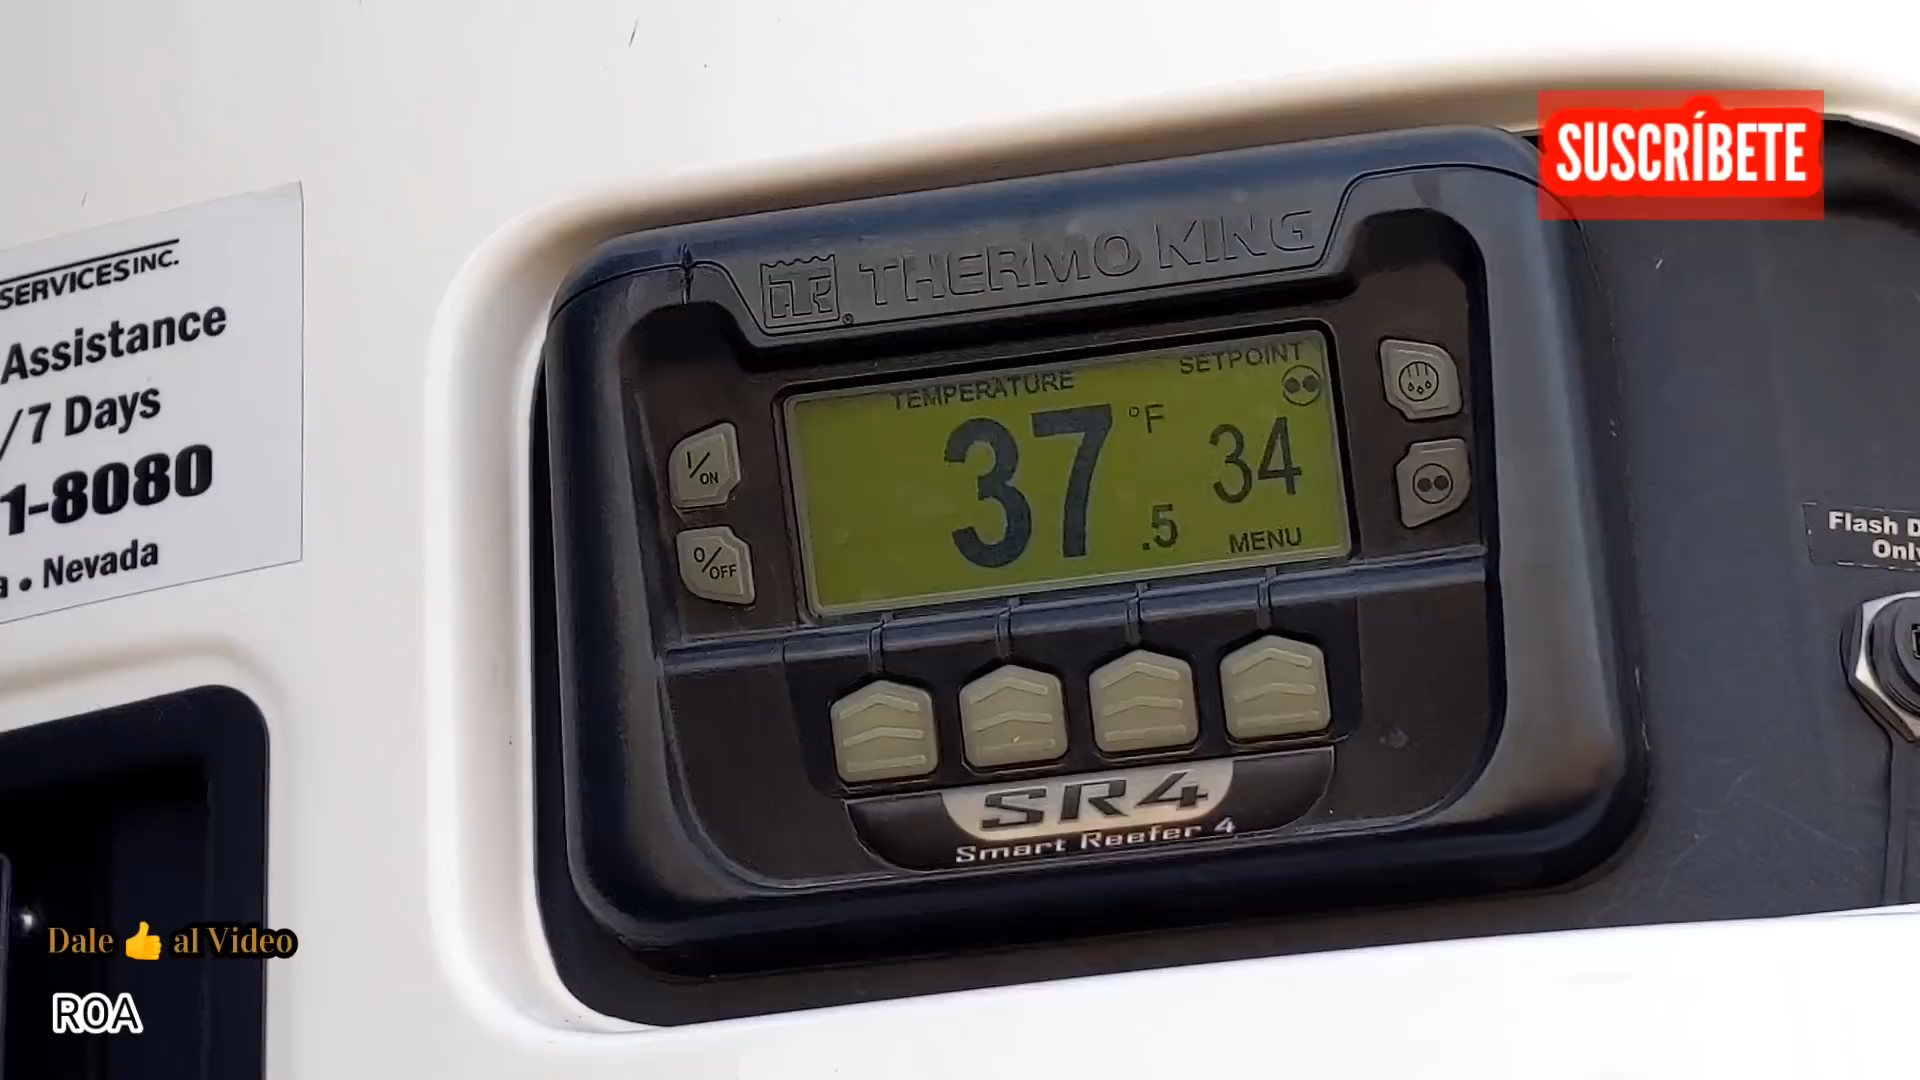 SUSCRÍBETE
SERVICES INC.
Assistance
/7 Days
1-8080
• Nevada
THERMO KING
TEMPERATURE
SETPOINT
37.5 °F
34
MENU
I/ON
O/OFF
Flash
Only
SR4
Smart Reefer 4
Dale 👍 al Video
ROA